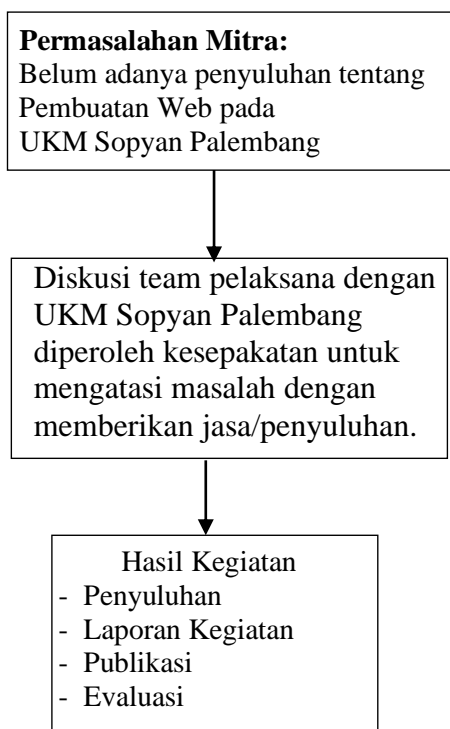 Permasalahan Mitra:
Belum adanya penyuluhan tentang
Pembuatan Web pada
UKM Sopyan Palembang
Diskusi team pelaksana dengan
UKM Sopyan Palembang
diperoleh kesepakatan untuk
mengatasi masalah dengan
memberikan jasa/penyuluhan.
Hasil Kegiatan
- Penyuluhan
- Laporan Kegiatan
- Publikasi
- Evaluasi